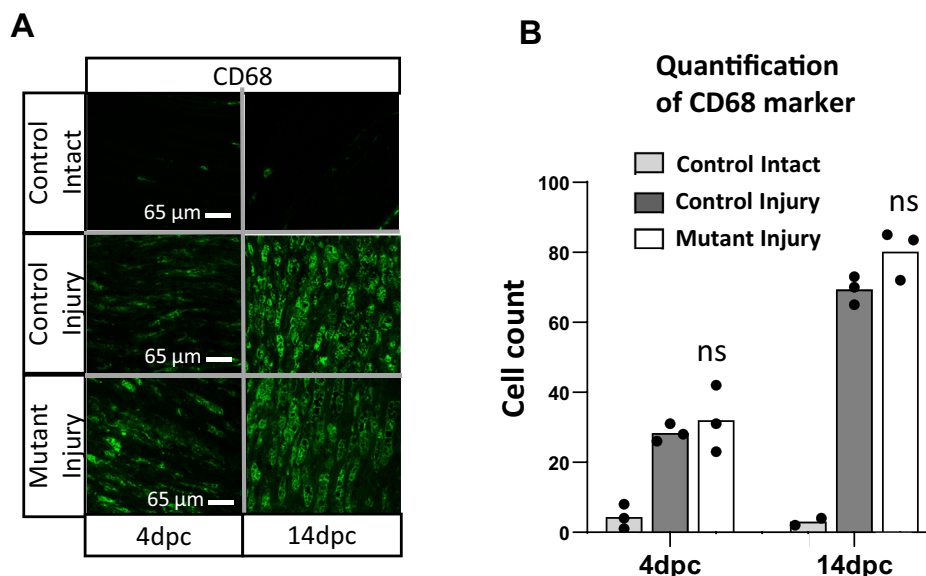 A
CD68
Control
Intact
65 µm
Control
Injury
65 µm
Mutant
Injury
65 µm
4dpc
14dpc
B
Quantification
of CD68 marker
Control Intact
Control Injury
Mutant Injury
Cell count
100
80
60
40
20
0
ns
ns
4dpc
14dpc